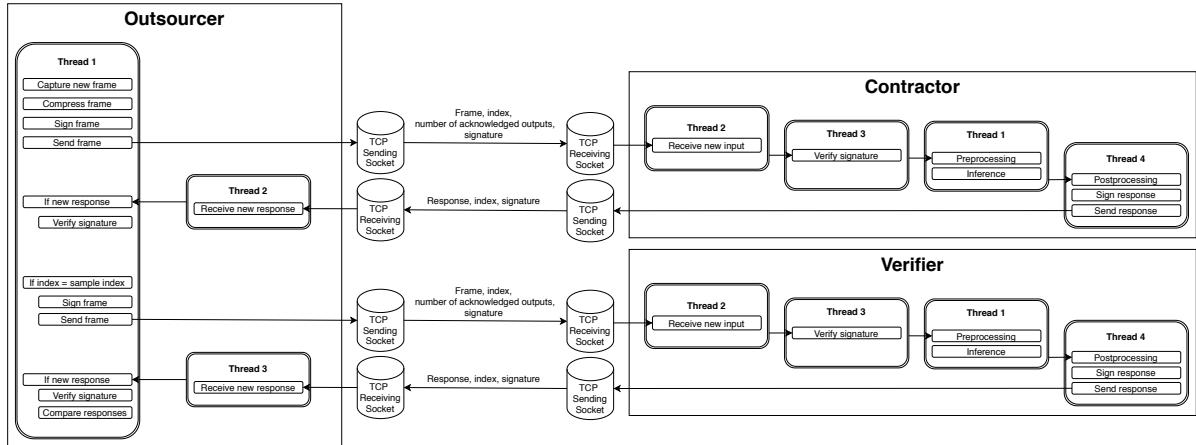 Outsourcer
Thread 1
Capture new frame
Compress frame
Sign frame
Send frame
If new response
Verify signature
If index = sample index
Sign frame
Send frame
If new response
Verify signature
Compare responses
Thread 2
Receive new response
Thread 3
Receive new response
TCP
Sending
Socket
Frame, index,
number of acknowledged outputs,
signature
TCP
Receiving
Socket
TCP
Receiving
Socket
Response, index, signature
TCP
Sending
Socket
TCP
Sending
Socket
Frame, index,
number of acknowledged outputs,
signature
TCP
Receiving
Socket
TCP
Receiving
Socket
Response, index, signature
TCP
Sending
Socket
Contractor
Thread 2
Receive new input
Thread 3
Verify signature
Thread 1
Preprocessing
Inference
Thread 4
Postprocessing
Sign response
Send response
Verifier
Thread 2
Receive new input
Thread 3
Verify signature
Thread 1
Preprocessing
Inference
Thread 4
Postprocessing
Sign response
Send response